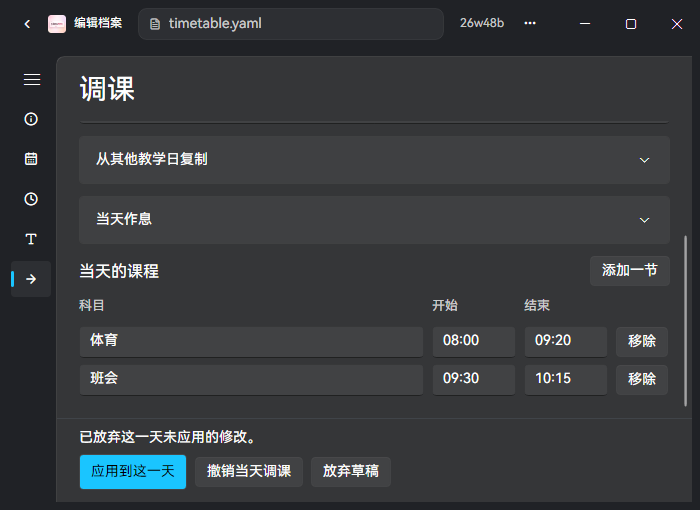 编辑档案
timetable.yaml
26w48b
调课
从其他教学日复制
当天作息
当天的课程
添加一节
科目 开始 结束
体育 08:00 09:20 移除
班会 09:30 10:15 移除
已放弃这一天未应用的修改。
应用到这一天 撤销当天调课 放弃草稿